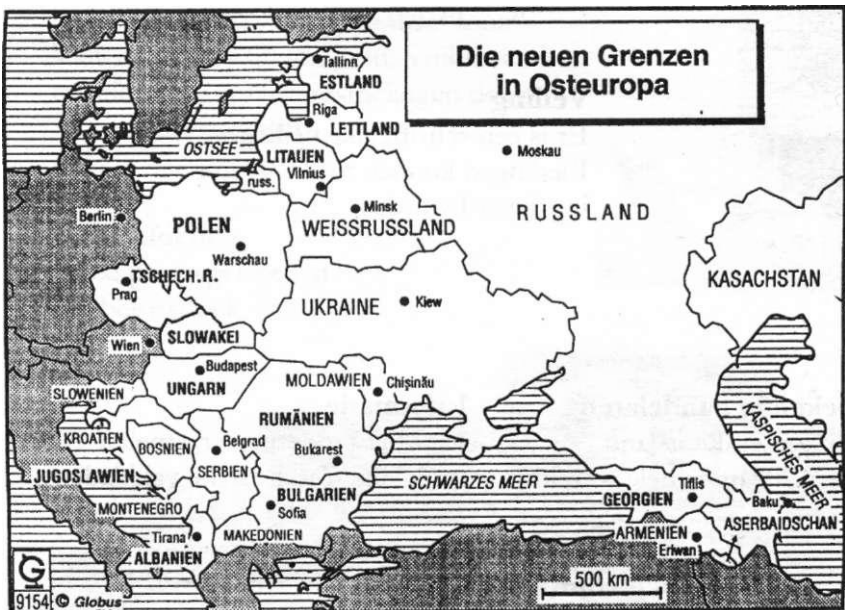 Die neuen Grenzen
in Osteuropa
Tallinn
ESTLAND
Riga
LETTLAND
OSTSEE
LITAUEN
Vilnius
russ.
Moskau
Berlin
POLEN
Minsk
WEISSRUSSLAND
RUSSLAND
Warschau
TSCHECH.R.
Prag
KASACHSTAN
UKRAINE
Kiew
Wien
SLOWAKEI
Budapest
UNGARN
MOLDAWIEN
Chişinău
SLOWENIEN
RUMÄNIEN
KROATIEN
BOSNIEN
Belgrad
Bukarest
KASPISCHES MEER
JUGOSLAWIEN
SERBIEN
SCHWARZES MEER
Tiflis
GEORGIEN
Baku
MONTENEGRO
BULGARIEN
Sofia
ASERBAIDSCHAN
Tirana
MAKEDONIEN
ARMENIEN
Eriwan
ALBANIEN
500 km
G
9154 © Globus